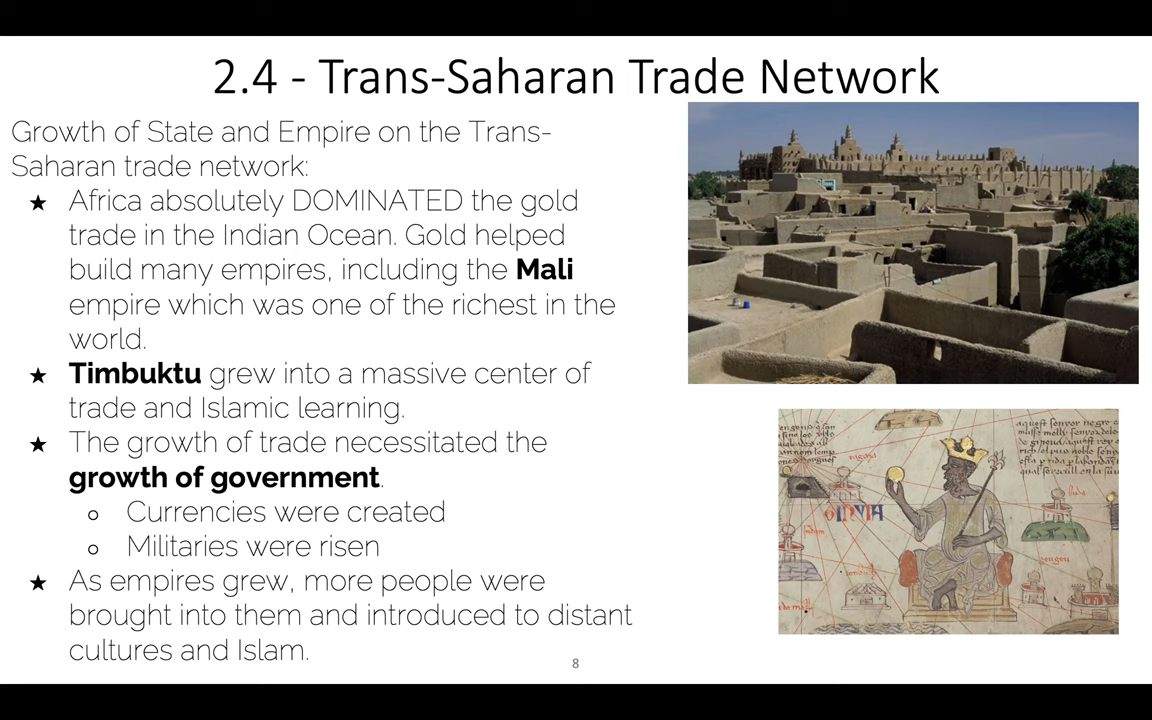 2.4 - Trans-Saharan Trade Network
Growth of State and Empire on the Trans-
Saharan trade network:
★ Africa absolutely DOMINATED the gold
trade in the Indian Ocean. Gold helped
build many empires, including the Mali
empire which was one of the richest in the
world.
★ Timbuktu grew into a massive center of
trade and Islamic learning.
★ The growth of trade necessitated the
growth of government.
○ Currencies were created
○ Militaries were risen
★ As empires grew, more people were
brought into them and introduced to distant
cultures and Islam.
8